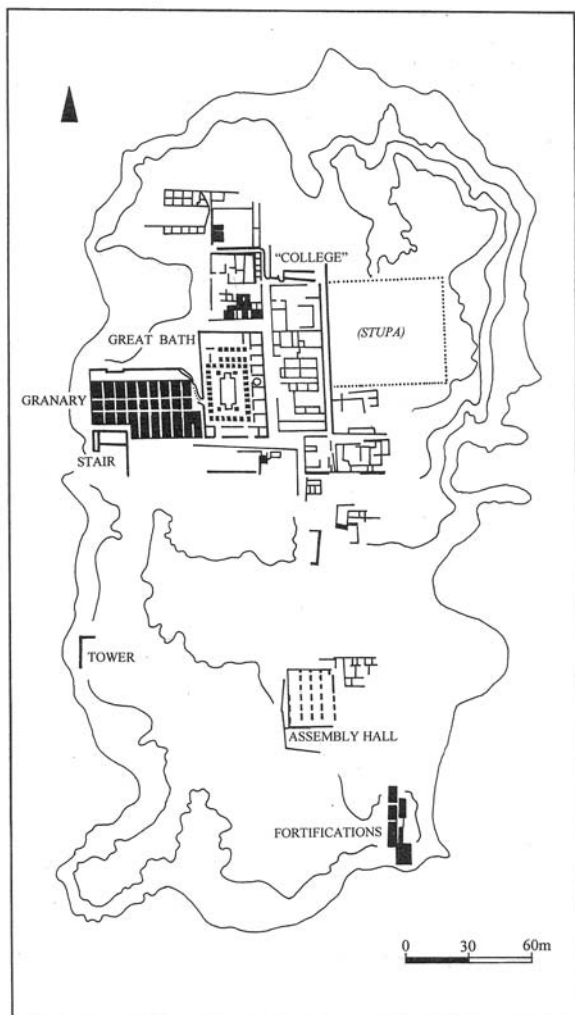 "COLLEGE"
(STUPA)
GREAT BATH
GRANARY
STAIR
TOWER
ASSEMBLY HALL
FORTIFICATIONS
0 30 60m